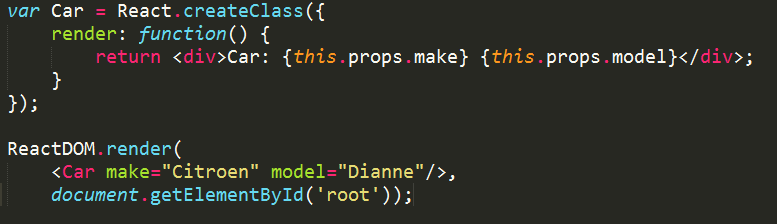 var Car = React.createClass({
    render: function() {
        return <div>Car: {this.props.make} {this.props.model}</div>;
    }
});

ReactDOM.render(
    <Car make="Citroen" model="Dianne"/>,
    document.getElementById('root'));